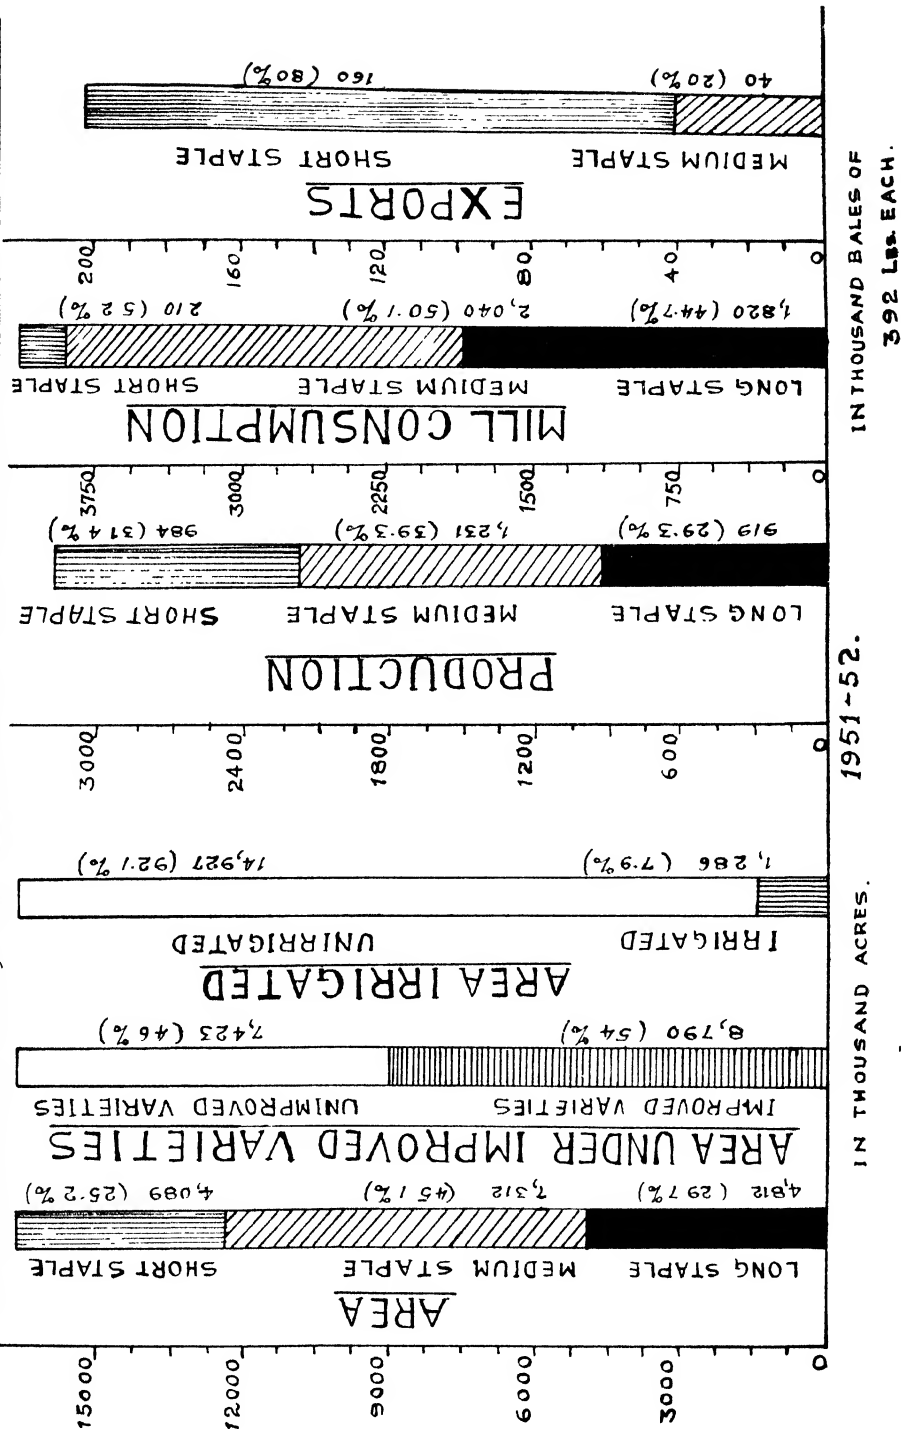 0 3000 6000 9000 12000 15000
AREA
LONG STAPLE MEDIUM STAPLE SHORT STAPLE
4,812 (29 7%) 7,312 (45 1%) 4,089 (25.2%)
AREA UNDER IMPROVED VARIETIES
IMPROVED VARIETIES UNIMPROVED VARIETIES
8,790 (54%) 7,423 (46%)
AREA IRRIGATED
IRRIGATED UNIRRIGATED
1,286 (7.9%) 14,927 (92.1%)
IN THOUSAND ACRES.
1951-52.
0 600 1200 1800 2400 3000
PRODUCTION
LONG STAPLE MEDIUM STAPLE SHORT STAPLE
919 (29.3%) 1,231 (39.3%) 984 (31 4%)
0 750 1500 2250 3000 3750
MILL CONSUMPTION
LONG STAPLE MEDIUM STAPLE SHORT STAPLE
1,820 (44.7%) 2,040 (50.1%) 210 (5 2%)
0 40 80 120 160 200
EXPORTS
MEDIUM STAPLE SHORT STAPLE
40 (20%) 160 (80%)
IN THOUSAND BALES OF
392 LBS. EACH.